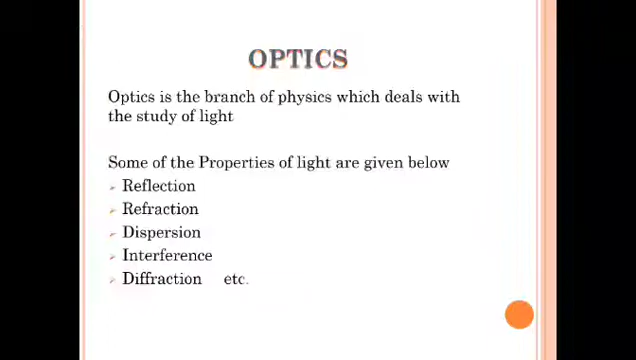 OPTICS
Optics is the branch of physics which deals with
the study of light
Some of the Properties of light are given below
Reflection
Refraction
Dispersion
Interference
Diffraction etc.